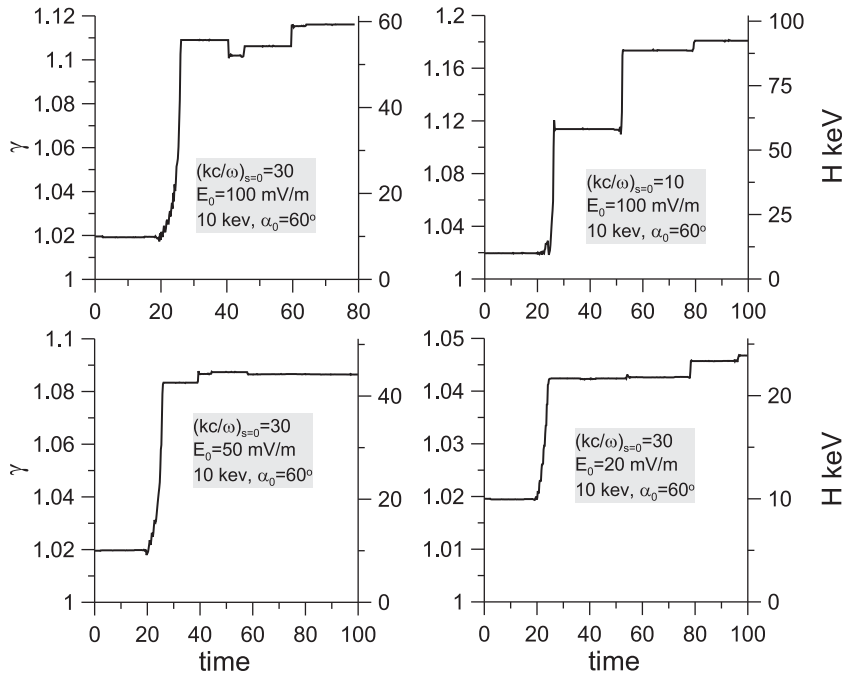 1.12
1.1
1.08
1.06
1.04
1.02
1
γ
60
40
20
0
0 20 40 60 80
(kc/ω)s=0=30
E0=100 mV/m
10 kev, α0=60o
1.2
1.16
1.12
1.08
1.04
1
100
75
50
25
0
H keV
0 20 40 60 80 100
(kc/ω)s=0=10
E0=100 mV/m
10 kev, α0=60o
1.1
1.08
1.06
1.04
1.02
1
γ
40
20
0
0 20 40 60 80 100
time
(kc/ω)s=0=30
E0=50 mV/m
10 kev, α0=60o
1.05
1.04
1.03
1.02
1.01
1
20
10
0
H keV
0 20 40 60 80 100
time
(kc/ω)s=0=30
E0=20 mV/m
10 kev, α0=60o